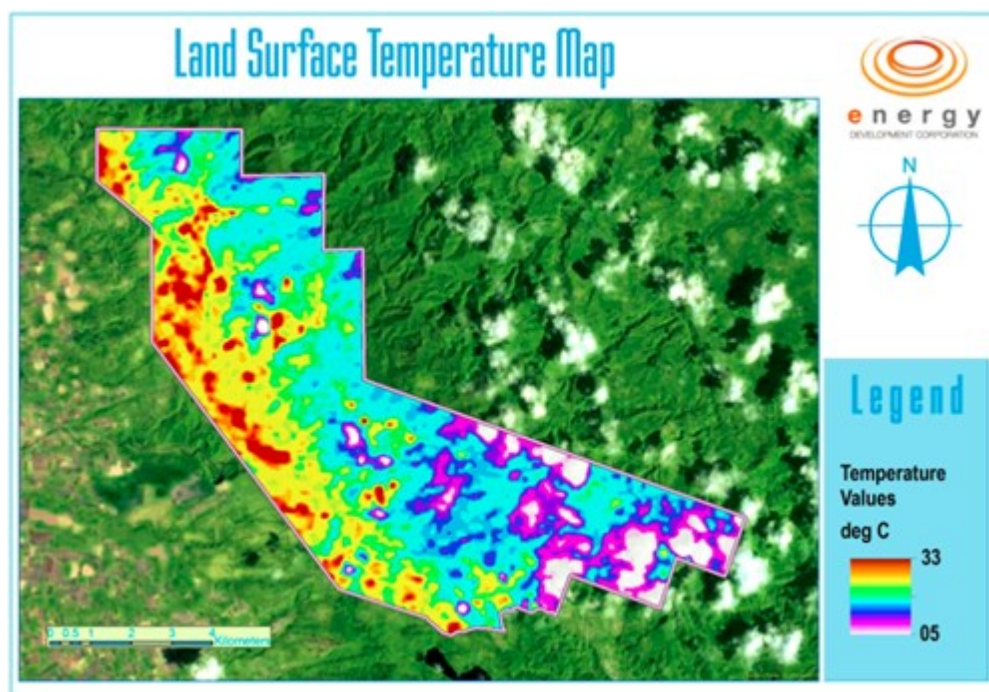 Land Surface Temperature Map
energy
DEVELOPMENT CORPORATION
N
Legend
Temperature
Values
deg C
33
05
0 0.5 1 2 3 4
Kilometers